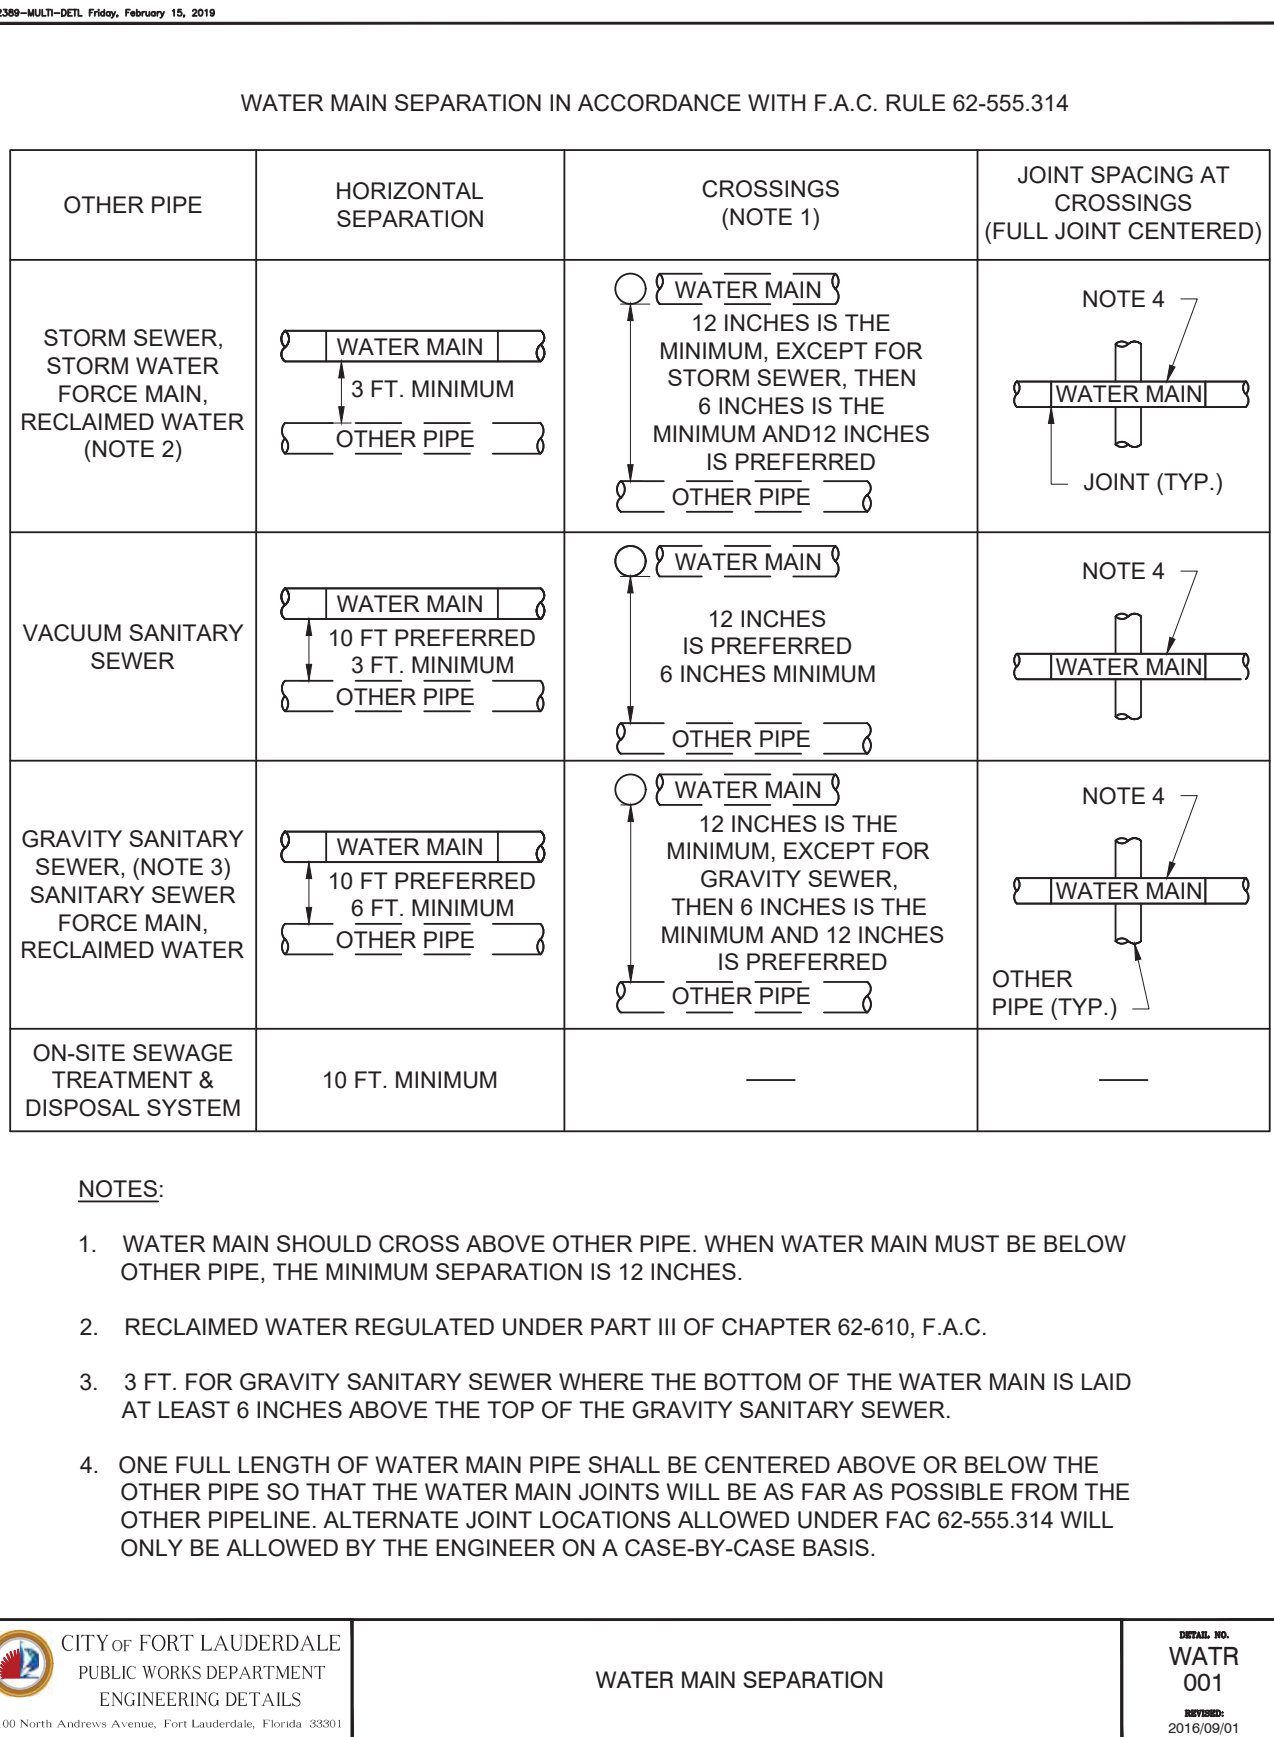 2389-MULTI-DETL Friday, February 15, 2019
WATER MAIN SEPARATION IN ACCORDANCE WITH F.A.C. RULE 62-555.314
OTHER PIPE
HORIZONTAL
SEPARATION
CROSSINGS
(NOTE 1)
JOINT SPACING AT
CROSSINGS
(FULL JOINT CENTERED)
STORM SEWER,
STORM WATER
FORCE MAIN,
RECLAIMED WATER
(NOTE 2)
WATER MAIN
3 FT. MINIMUM
OTHER PIPE
WATER MAIN
12 INCHES IS THE
MINIMUM, EXCEPT FOR
STORM SEWER, THEN
6 INCHES IS THE
MINIMUM AND12 INCHES
IS PREFERRED
OTHER PIPE
NOTE 4
WATER MAIN
JOINT (TYP.)
VACUUM SANITARY
SEWER
WATER MAIN
10 FT PREFERRED
3 FT. MINIMUM
OTHER PIPE
WATER MAIN
12 INCHES
IS PREFERRED
6 INCHES MINIMUM
OTHER PIPE
NOTE 4
WATER MAIN
GRAVITY SANITARY
SEWER, (NOTE 3)
SANITARY SEWER
FORCE MAIN,
RECLAIMED WATER
WATER MAIN
10 FT PREFERRED
6 FT. MINIMUM
OTHER PIPE
WATER MAIN
12 INCHES IS THE
MINIMUM, EXCEPT FOR
GRAVITY SEWER,
THEN 6 INCHES IS THE
MINIMUM AND 12 INCHES
IS PREFERRED
OTHER PIPE
NOTE 4
WATER MAIN
OTHER
PIPE (TYP.)
ON-SITE SEWAGE
TREATMENT &
DISPOSAL SYSTEM
10 FT. MINIMUM
NOTES:
1. WATER MAIN SHOULD CROSS ABOVE OTHER PIPE. WHEN WATER MAIN MUST BE BELOW
OTHER PIPE, THE MINIMUM SEPARATION IS 12 INCHES.
2. RECLAIMED WATER REGULATED UNDER PART III OF CHAPTER 62-610, F.A.C.
3. 3 FT. FOR GRAVITY SANITARY SEWER WHERE THE BOTTOM OF THE WATER MAIN IS LAID
AT LEAST 6 INCHES ABOVE THE TOP OF THE GRAVITY SANITARY SEWER.
4. ONE FULL LENGTH OF WATER MAIN PIPE SHALL BE CENTERED ABOVE OR BELOW THE
OTHER PIPE SO THAT THE WATER MAIN JOINTS WILL BE AS FAR AS POSSIBLE FROM THE
OTHER PIPELINE. ALTERNATE JOINT LOCATIONS ALLOWED UNDER FAC 62-555.314 WILL
ONLY BE ALLOWED BY THE ENGINEER ON A CASE-BY-CASE BASIS.
CITY OF FORT LAUDERDALE
PUBLIC WORKS DEPARTMENT
ENGINEERING DETAILS
00 North Andrews Avenue, Fort Lauderdale, Florida 33301
WATER MAIN SEPARATION
DETAIL NO.
WATR
001
REVISED:
2016/09/01